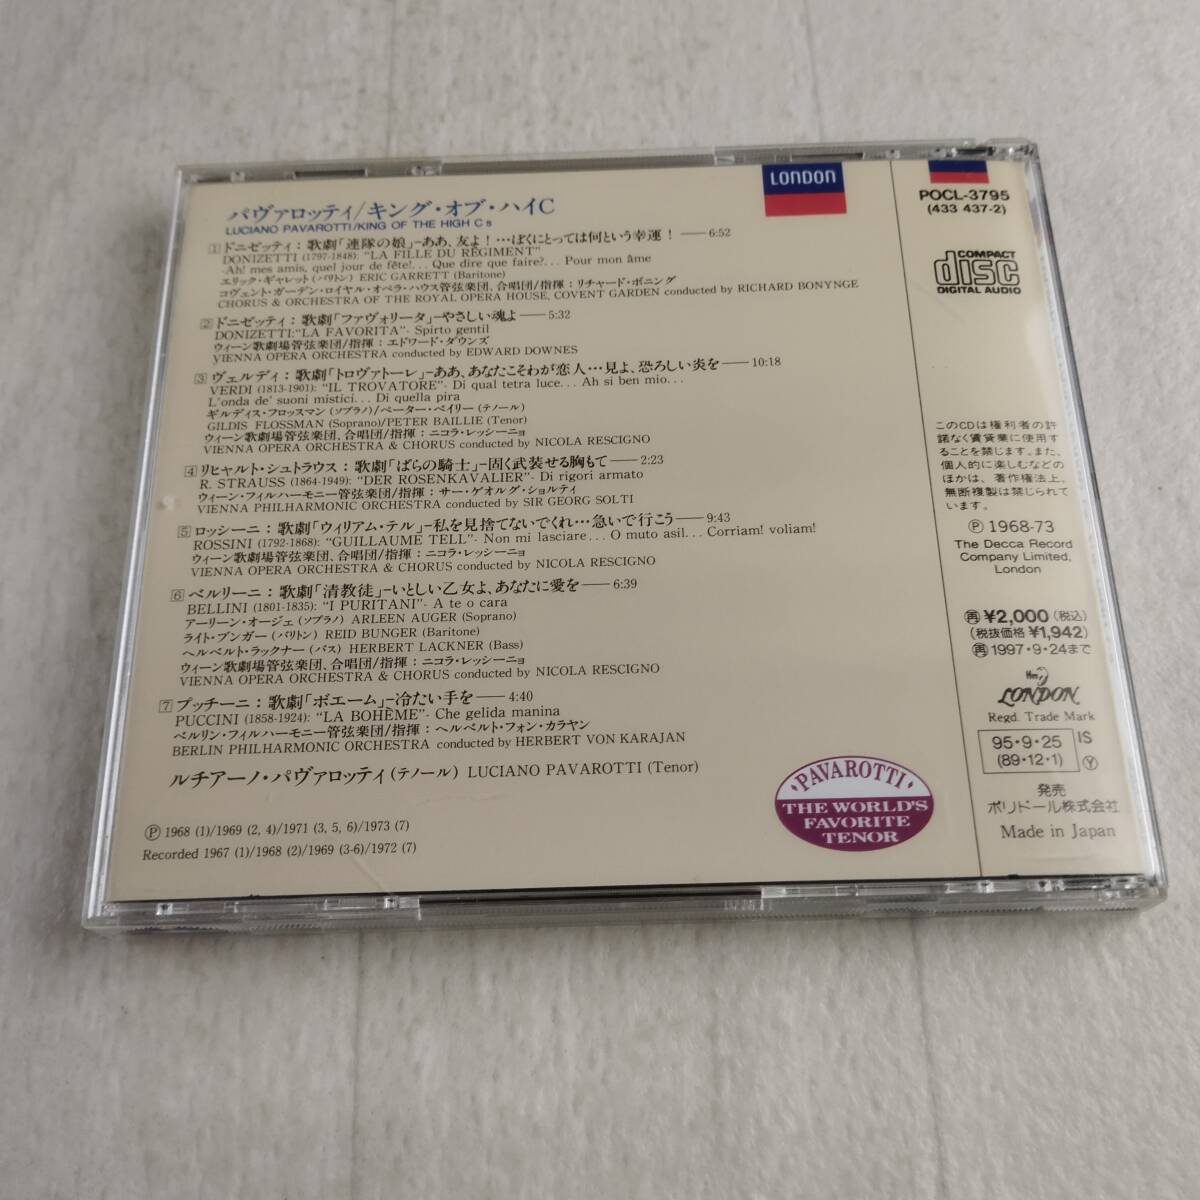 LONDON
パヴァロッティ/キング・オブ・ハイC
LUCIANO PAVAROTTI/KING OF THE HIGH Cs
1 ドニゼッティ：歌劇「連隊の娘」–ああ、友よ！…ぼくにとっては何という幸運！——6:52
DONIZETTI (1797-1848): "LA FILLE DU RÉGIMENT"
-Ah! mes amis, quel jour de fête!... Que dire que faire?... Pour mon âme
エリック・ギャレット(バリトン) ERIC GARRETT (Baritone)
コヴェント・ガーデン・ロイヤル・オペラ・ハウス管弦楽団、合唱団/指揮：リチャード・ボニング
CHORUS & ORCHESTRA OF THE ROYAL OPERA HOUSE, COVENT GARDEN conducted by RICHARD BONYNGE
2 ドニゼッティ：歌劇「ファヴォリータ」–やさしい魂よ——5:32
DONIZETTI:"LA FAVORITA"- Spirto gentil
ウィーン歌劇場管弦楽団/指揮：エドワード・ダウンズ
VIENNA OPERA ORCHESTRA conducted by EDWARD DOWNES
3 ヴェルディ：歌劇「トロヴァトーレ」–ああ、あなたこそわが恋人…見よ、恐ろしい炎を——10:18
VERDI (1813-1901): "IL TROVATORE"- Di qual tetra luce... Ah si ben mio...
L'onda de' suoni mistici... Di quella pira
ギルディス・フロッスマン(ソプラノ)/ペーター・ベイリー(テノール)
GILDIS FLOSSMAN (Soprano)/PETER BAILLIE (Tenor)
ウィーン歌劇場管弦楽団、合唱団/指揮：ニコラ・レッシーニョ
VIENNA OPERA ORCHESTRA & CHORUS conducted by NICOLA RESCIGNO
4 リヒャルト・シュトラウス：歌劇「ばらの騎士」–固く武装せる胸もて——2:23
R. STRAUSS (1864-1949): "DER ROSENKAVALIER"- Di rigori armato
ウィーン・フィルハーモニー管弦楽団/指揮：サー・ゲオルグ・ショルティ
VIENNA PHILHARMONIC ORCHESTRA conducted by SIR GEORG SOLTI
5 ロッシーニ：歌劇「ウィリアム・テル」–私を見捨てないでくれ…急いで行こう——9:43
ROSSINI (1792-1868): "GUILLAUME TELL"- Non mi lasciare... O muto asil... Corriam! voliam!
ウィーン歌劇場管弦楽団、合唱団/指揮：ニコラ・レッシーニョ
VIENNA OPERA ORCHESTRA & CHORUS conducted by NICOLA RESCIGNO
6 ベルリーニ：歌劇「清教徒」–いとしい乙女よ、あなたに愛を——6:39
BELLINI (1801-1835): "I PURITANI"- A te o cara
アーリーン・オージェ(ソプラノ) ARLEEN AUGER (Soprano)
ライト・ブンガー(バリトン) REID BUNGER (Baritone)
ヘルベルト・ラックナー(バス) HERBERT LACKNER (Bass)
ウィーン歌劇場管弦楽団、合唱団/指揮：ニコラ・レッシーニョ
VIENNA OPERA ORCHESTRA & CHORUS conducted by NICOLA RESCIGNO
7 プッチーニ：歌劇「ボエーム」–冷たい手を——4:40
PUCCINI (1858-1924): "LA BOHÈME"- Che gelida manina
ベルリン・フィルハーモニー管弦楽団/指揮：ヘルベルト・フォン・カラヤン
BERLIN PHILHARMONIC ORCHESTRA conducted by HERBERT VON KARAJAN
ルチアーノ・パヴァロッティ(テノール) LUCIANO PAVAROTTI (Tenor)
Ⓟ 1968 (1)/1969 (2, 4)/1971 (3, 5, 6)/1973 (7)
Recorded 1967 (1)/1968 (2)/1969 (3-6)/1972 (7)
・PAVAROTTI・
THE WORLD'S
FAVORITE
TENOR
POCL-3795
(433 437-2)
COMPACT
disc
DIGITAL AUDIO
このCDは権利者の許
諾なく賃貸業に使用す
ることを禁じます。また、
個人的に楽しむなどの
ほかは、著作権法上、
無断複製は禁じられて
います。
Ⓟ 1968-73
The Decca Record
Company Limited,
London
㊢¥2,000(税込)
(税抜価格 ¥1,942)
㊢1997・9・24まで
LONDON
Regd. Trade Mark
95・9・25 IS
(89・12・1) Ⓨ
発売
ポリドール株式会社
Made in Japan